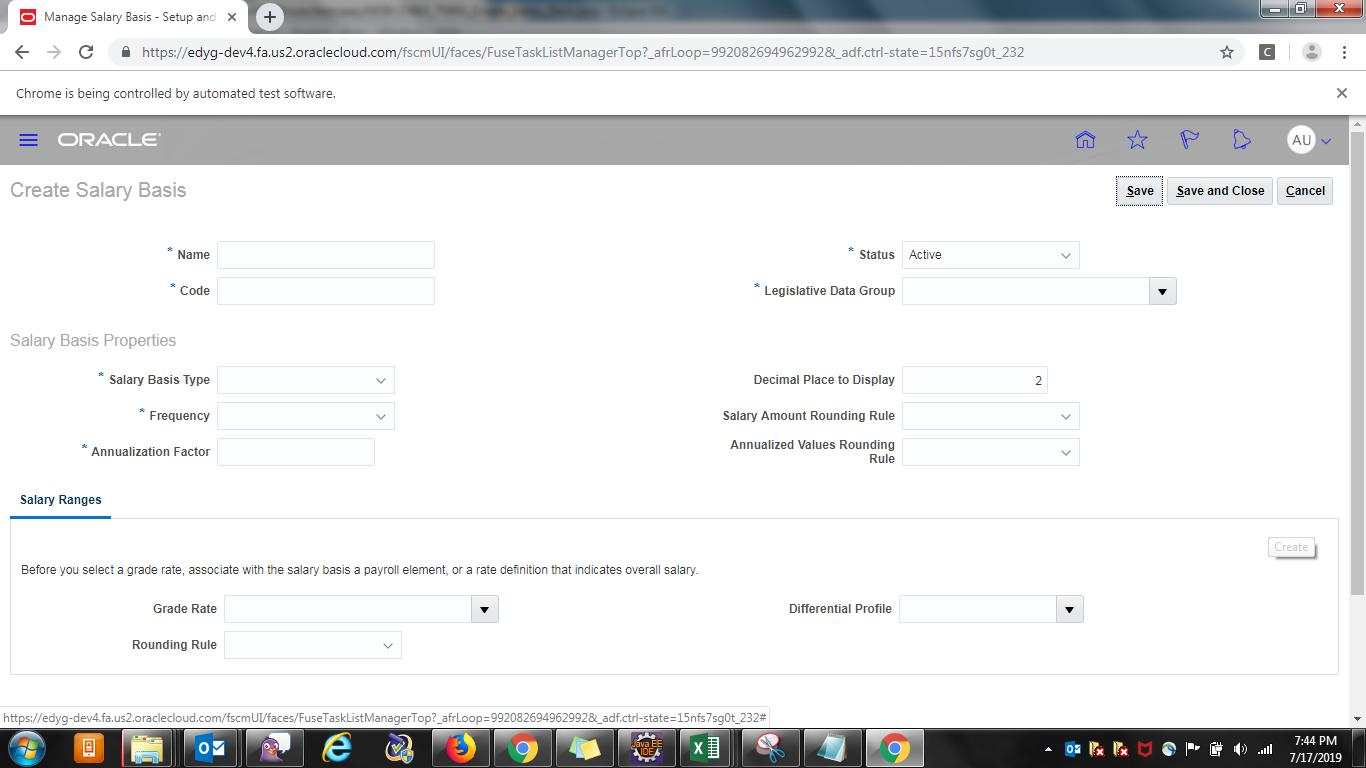 Manage Salary Basis - Setup and
https://edyg-dev4.fa.us2.oraclecloud.com/fscmUI/faces/FuseTaskListManagerTop?_afrLoop=992082694962992&_adf.ctrl-state=15nfs7sg0t_232
C
Chrome is being controlled by automated test software.
ORACLE
AU
Create Salary Basis
Save
Save and Close
Cancel
* Name
* Status Active
* Code
* Legislative Data Group
Salary Basis Properties
* Salary Basis Type
Decimal Place to Display 2
* Frequency
Salary Amount Rounding Rule
* Annualization Factor
Annualized Values Rounding
Rule
Salary Ranges
Create
Before you select a grade rate, associate with the salary basis a payroll element, or a rate definition that indicates overall salary.
Grade Rate
Differential Profile
Rounding Rule
https://edyg-dev4.fa.us2.oraclecloud.com/fscmUI/faces/FuseTaskListManagerTop?_afrLoop=992082694962992&_adf.ctrl-state=15nfs7sg0t_232#
Java EE
IDE
7:44 PM
7/17/2019